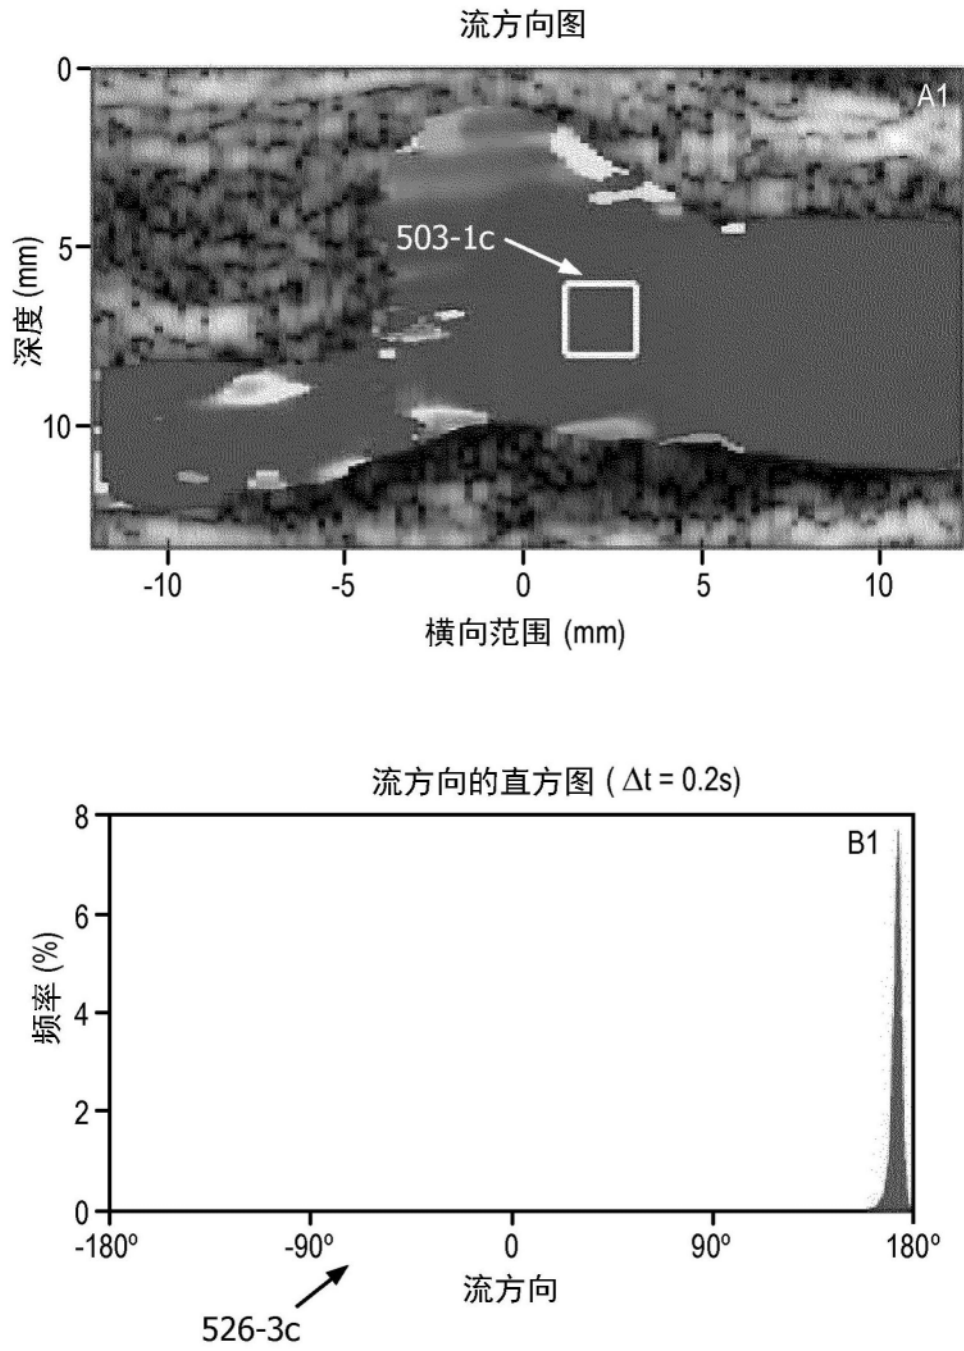 流方向图
A1
0
5
10
深度 (mm)
503-1c
-10
-5
0
5
10
横向范围 (mm)
流方向的直方图 ( Δt = 0.2s)
B1
8
6
4
2
0
频率 (%)
-180º
-90º
0
90º
180º
流方向
526-3c